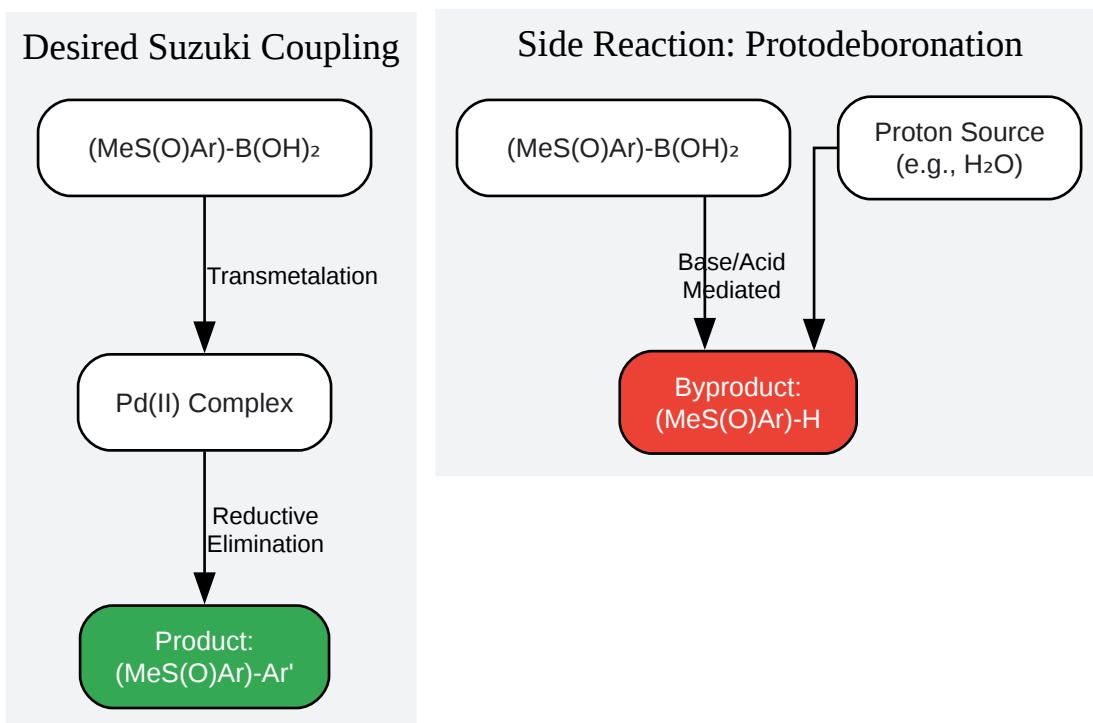 Desired Suzuki Coupling
(MeS(O)Ar)-B(OH)₂
Transmetalation
Pd(II) Complex
Reductive
Elimination
Product:
(MeS(O)Ar)-Ar'
Side Reaction: Protodeboronation
(MeS(O)Ar)-B(OH)₂
Proton Source
(e.g., H₂O)
Base/Acid
Mediated
Byproduct:
(MeS(O)Ar)-H